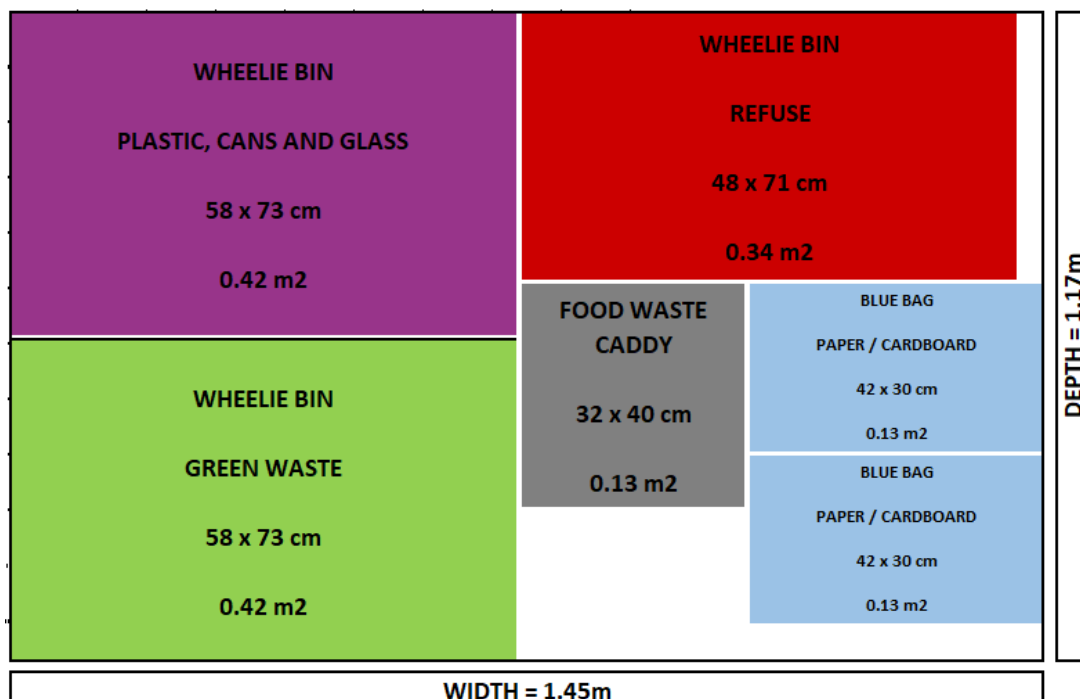 WHEELIE BIN
PLASTIC, CANS AND GLASS
58 x 73 cm
0.42 m2
WHEELIE BIN
REFUSE
48 x 71 cm
0.34 m2
WHEELIE BIN
GREEN WASTE
58 x 73 cm
0.42 m2
FOOD WASTE
CADDY
32 x 40 cm
0.13 m2
BLUE BAG
PAPER / CARDBOARD
42 x 30 cm
0.13 m2
BLUE BAG
PAPER / CARDBOARD
42 x 30 cm
0.13 m2
DEPTH = 1.17m
WIDTH = 1.45m